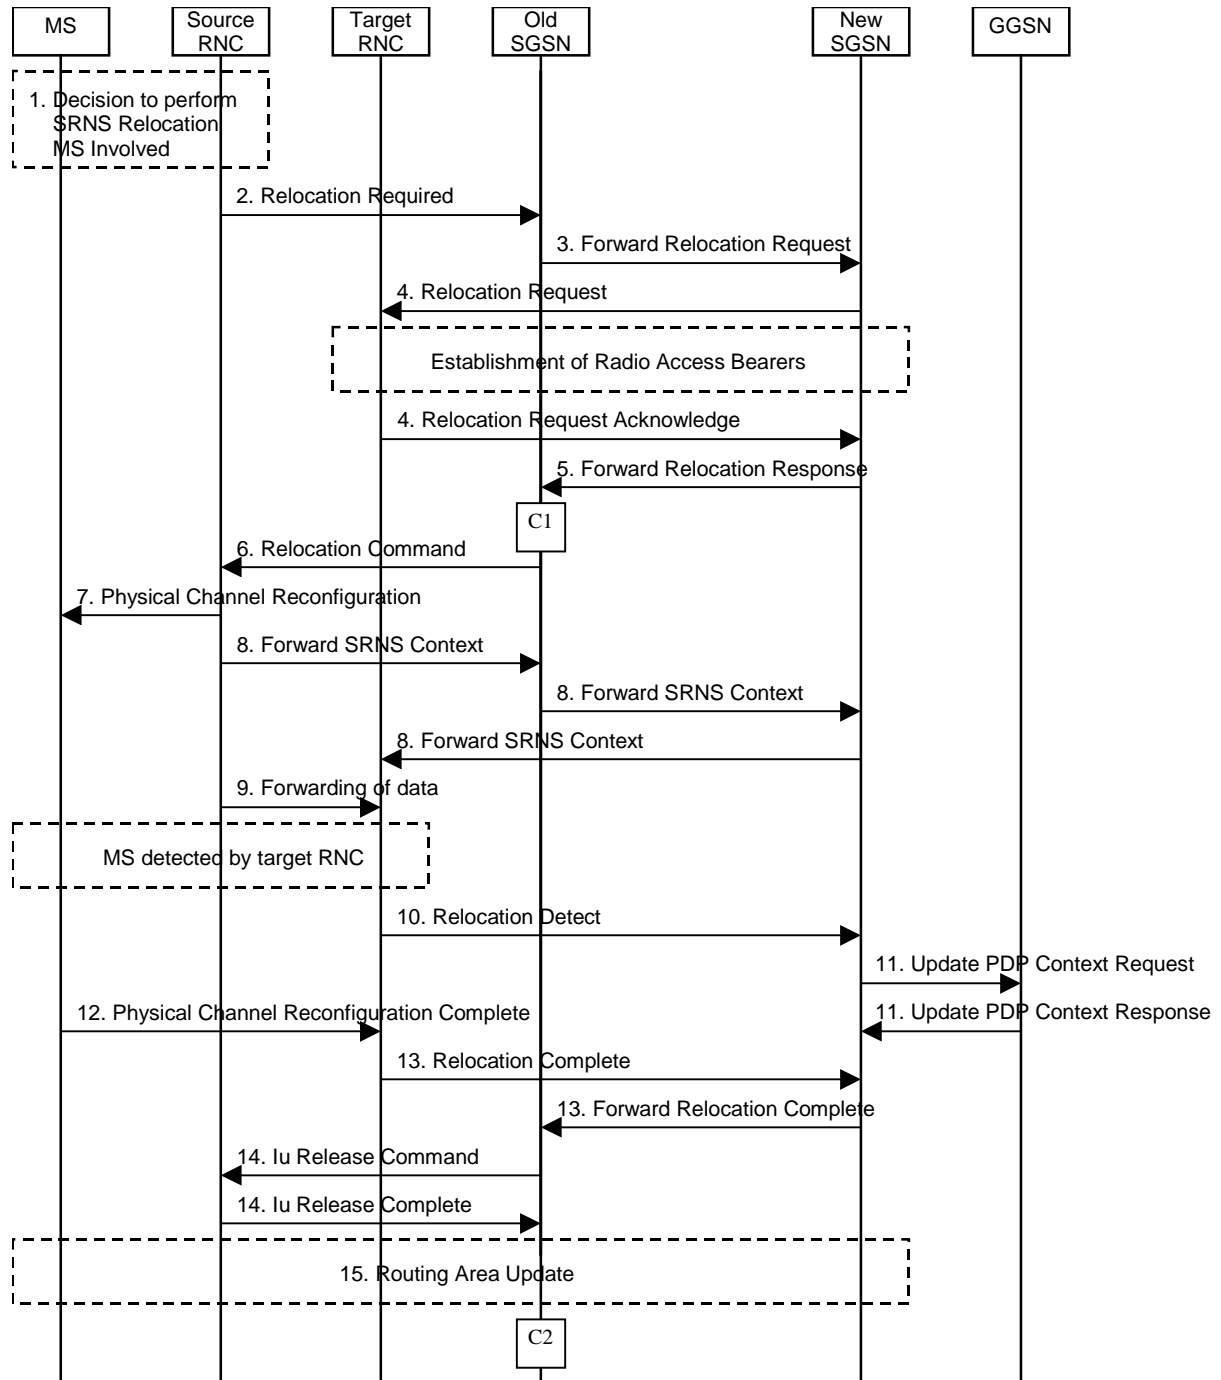 MS
Source
RNC
Target
RNC
Old
SGSN
New
SGSN
GGSN
1. Decision to perform
SRNS Relocation
MS Involved
2. Relocation Required
3. Forward Relocation Request
4. Relocation Request
Establishment of Radio Access Bearers
4. Relocation Request Acknowledge
5. Forward Relocation Response
C1
6. Relocation Command
7. Physical Channel Reconfiguration
8. Forward SRNS Context
8. Forward SRNS Context
8. Forward SRNS Context
9. Forwarding of data
MS detected by target RNC
10. Relocation Detect
11. Update PDP Context Request
12. Physical Channel Reconfiguration Complete
11. Update PDP Context Response
13. Relocation Complete
13. Forward Relocation Complete
14. Iu Release Command
14. Iu Release Complete
15. Routing Area Update
C2